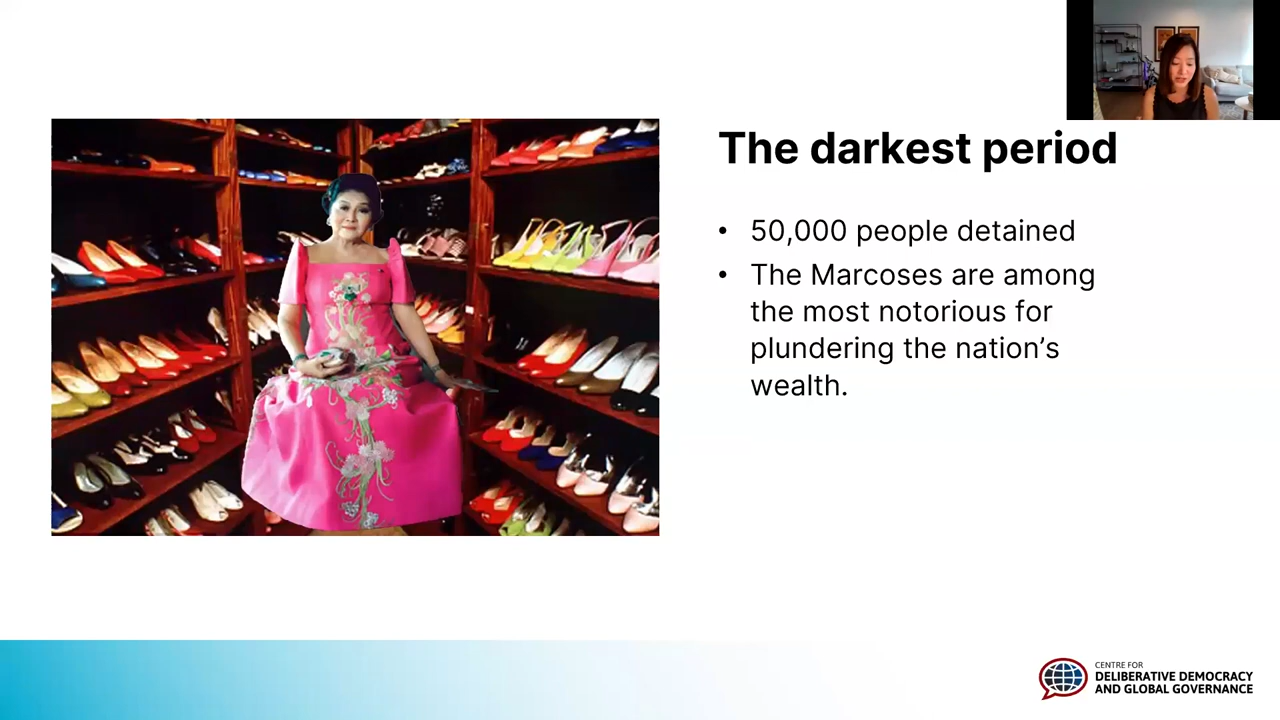 The darkest period
• 50,000 people detained
• The Marcoses are among
the most notorious for
plundering the nation’s
wealth.
CENTRE FOR
DELIBERATIVE DEMOCRACY
AND GLOBAL GOVERNANCE